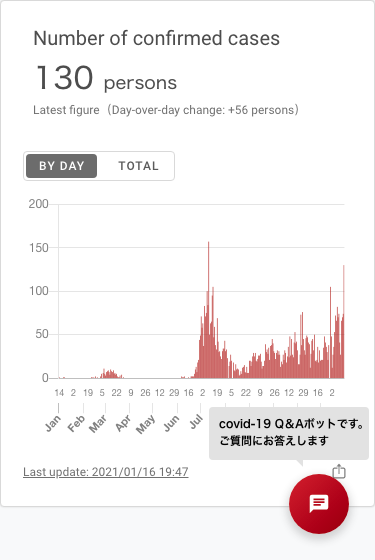 Number of confirmed cases
130 persons
Latest figure（Day-over-day change: +56 persons）
BY DAY TOTAL
200
150
100
50
0
14 2 19 5 22 9 26 12 29 16 2 19 5 22 9 26 12 29 16 2
Jan Feb Mar Apr May Jun Jul
covid-19 Q&Aボットです。
ご質問にお答えします
Last update: 2021/01/16 19:47